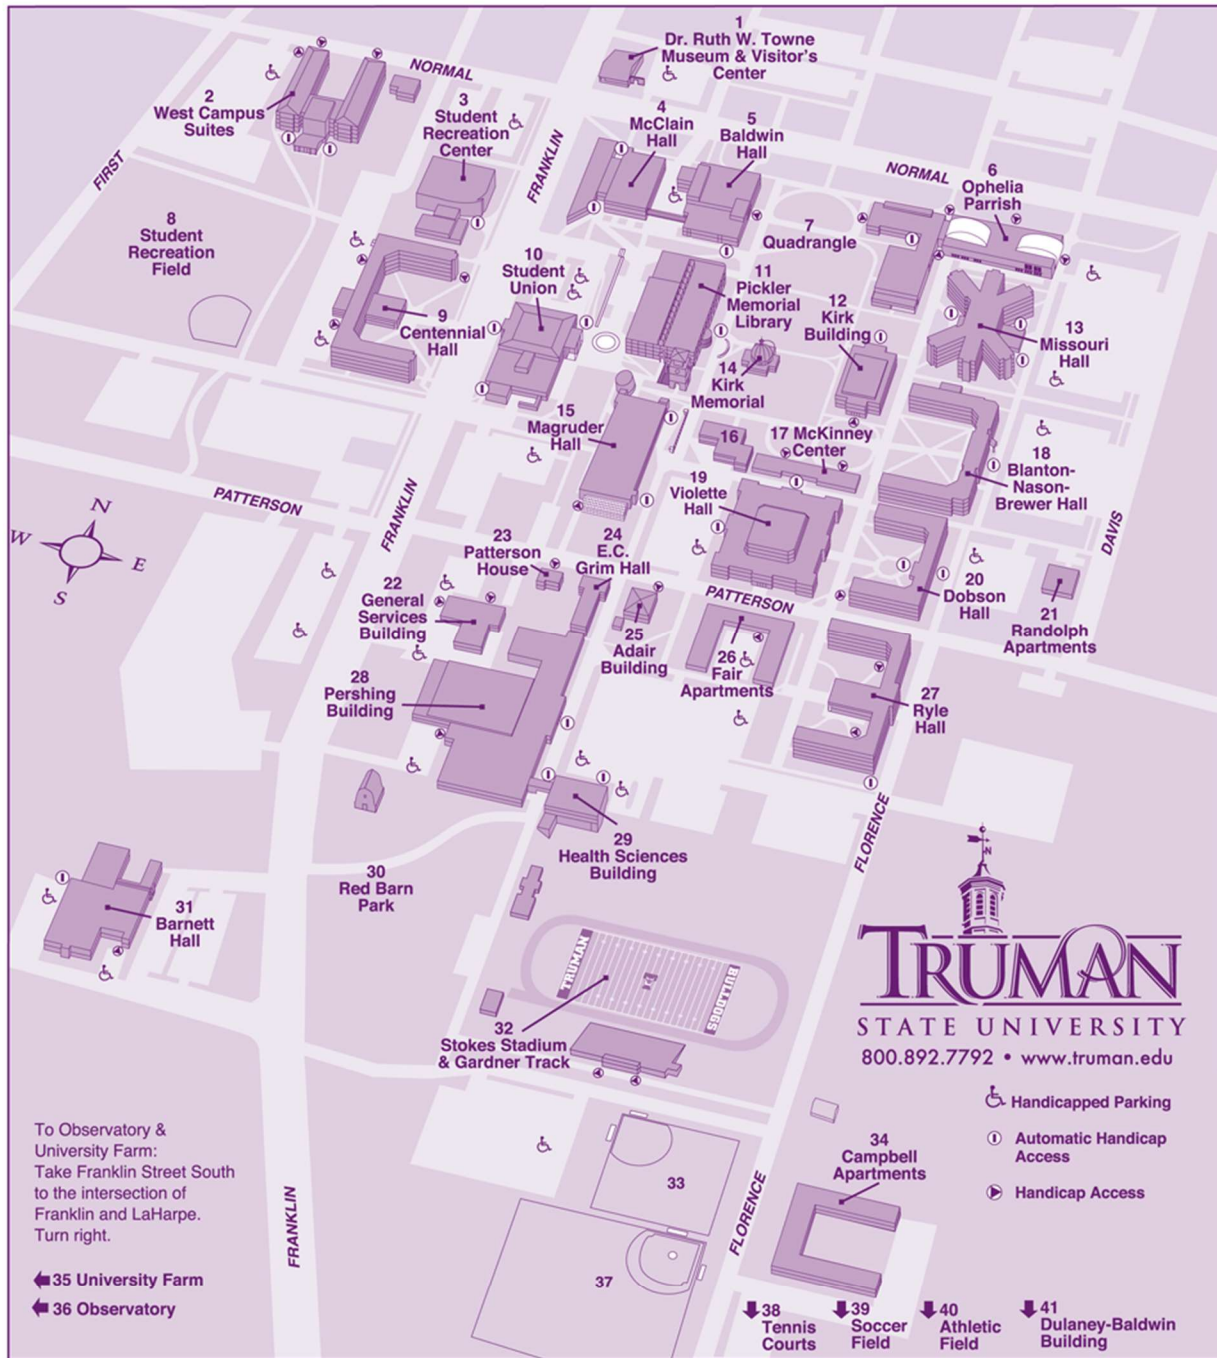 1
Dr. Ruth W. Towne
Museum & Visitor's
Center
NORMAL
2
West Campus
Suites
3
Student
Recreation
Center
FRANKLIN
4
McClain
Hall
5
Baldwin
Hall
NORMAL
6
Ophelia
Parrish
FIRST
8
Student
Recreation
Field
7
Quadrangle
10
Student
Union
11
Pickler
Memorial
Library
12
Kirk
Building
9
Centennial
Hall
13
Missouri
Hall
14
Kirk
Memorial
15
Magruder
Hall
16
17 McKinney
Center
18
Blanton-
Nason-
Brewer Hall
19
Violette
Hall
PATTERSON
FRANKLIN
DAVIS
N
W
E
S
23
Patterson
House
24
E.C.
Grim Hall
22
General
Services
Building
PATTERSON
20
Dobson
Hall
21
Randolph
Apartments
25
Adair
Building
26
Fair
Apartments
28
Pershing
Building
27
Ryle
Hall
FLORENCE
29
Health Sciences
Building
30
Red Barn
Park
31
Barnett
Hall
TRUMAN
BULLDOGS
32
Stokes Stadium
& Gardner Track
N
TRUMAN
STATE UNIVERSITY
800.892.7792 • www.truman.edu
Handicapped Parking
Automatic Handicap
Access
Handicap Access
To Observatory &
University Farm:
Take Franklin Street South
to the intersection of
Franklin and LaHarpe.
Turn right.
35 University Farm
36 Observatory
FRANKLIN
33
37
FLORENCE
34
Campbell
Apartments
38
Tennis
Courts
39
Soccer
Field
40
Athletic
Field
41
Dulaney-Baldwin
Building